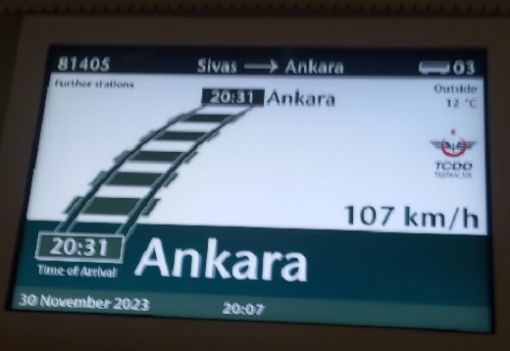 81405 Sivas → Ankara 03
Further stations
Outside
12 °C
20:31 Ankara
TCDD
TAŞIMACILIK
107 km/h
20:31 Ankara
Time of Arrival
30 November 2023 20:07